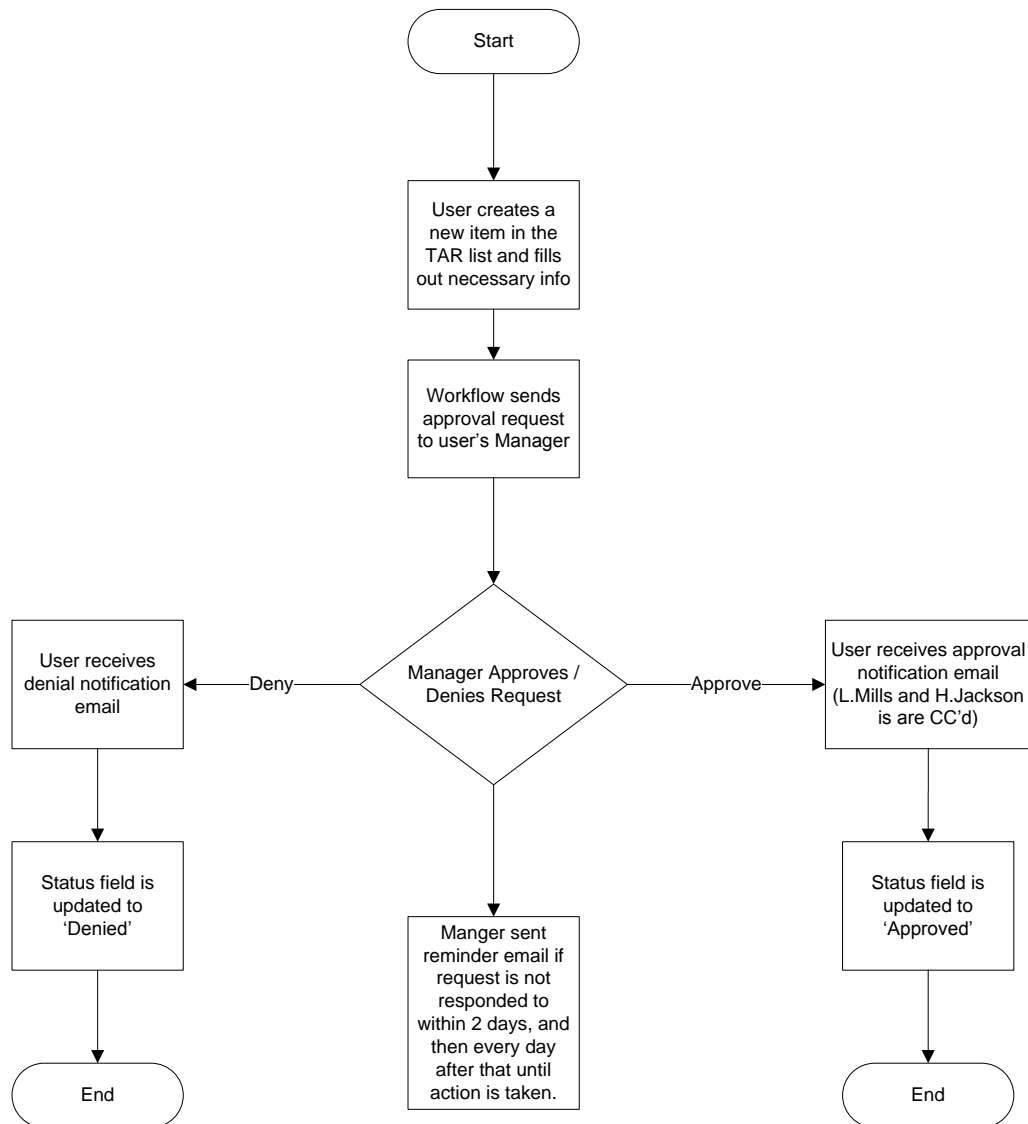 Start
User creates a
new item in the
TAR list and fills
out necessary info
Workflow sends
approval request
to user’s Manager
Manager Approves /
Denies Request
Deny
Approve
User receives
denial notification
email
User receives approval
notification email
(L.Mills and H.Jackson
is are CC’d)
Status field is
updated to
‘Denied’
Manger sent
reminder email if
request is not
responded to
within 2 days, and
then every day
after that until
action is taken.
Status field is
updated to
‘Approved’
End
End